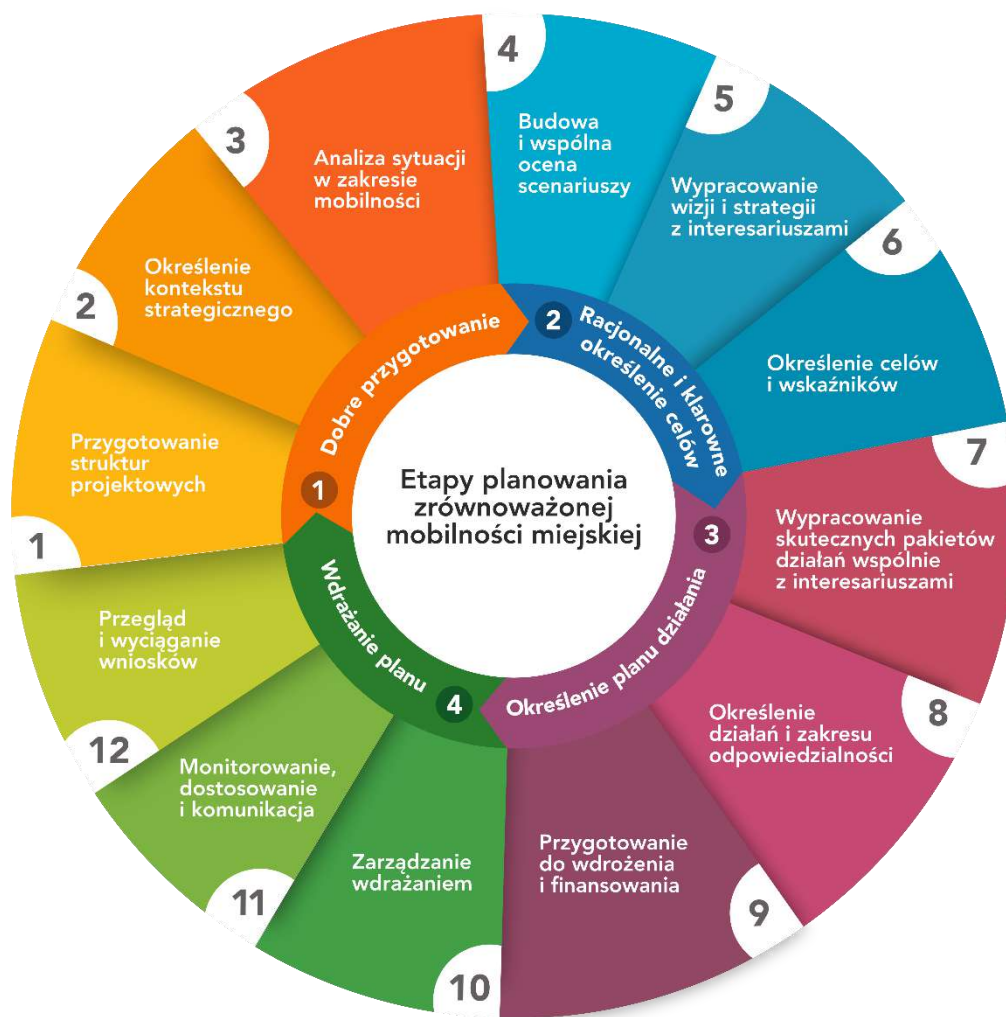 Etapy planowania
zrównoważonej
mobilności miejskiej
1
Dobre przygotowanie
2
Racjonalne i klarowne
określenie celów
3
Określenie planu działania
4
Wdrażanie planu
1
Przygotowanie
struktur
projektowych
2
Określenie
kontekstu
strategicznego
3
Analiza sytuacji
w zakresie
mobilności
4
Budowa
i wspólna
ocena
scenariuszy
5
Wypracowanie
wizji i strategii
z interesariuszami
6
Określenie celów
i wskaźników
7
Wypracowanie
skutecznych pakietów
działań wspólnie
z interesariuszami
8
Określenie
działań i zakresu
odpowiedzialności
9
Przygotowanie
do wdrożenia
i finansowania
10
Zarządzanie
wdrażaniem
11
Monitorowanie,
dostosowanie
i komunikacja
12
Przegląd
i wyciąganie
wniosków